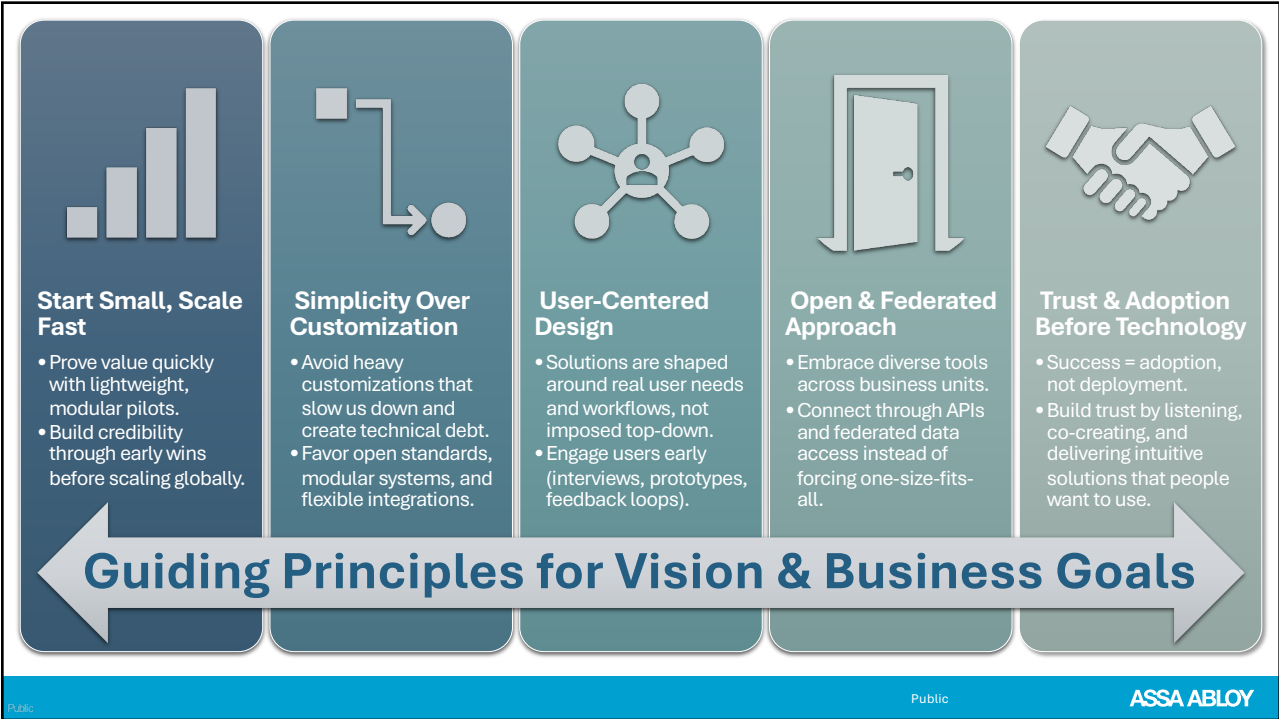 Start Small, Scale
Fast
• Prove value quickly
with lightweight,
modular pilots.
• Build credibility
through early wins
before scaling globally.
Simplicity Over
Customization
• Avoid heavy
customizations that
slow us down and
create technical debt.
• Favor open standards,
modular systems, and
flexible integrations.
User-Centered
Design
• Solutions are shaped
around real user needs
and workflows, not
imposed top-down.
• Engage users early
(interviews, prototypes,
feedback loops).
Open & Federated
Approach
• Embrace diverse tools
across business units.
• Connect through APIs
and federated data
access instead of
forcing one-size-fits-
all.
Trust & Adoption
Before Technology
• Success = adoption,
not deployment.
• Build trust by listening,
co-creating, and
delivering intuitive
solutions that people
want to use.
Guiding Principles for Vision & Business Goals
Public
Public
ASSA ABLOY